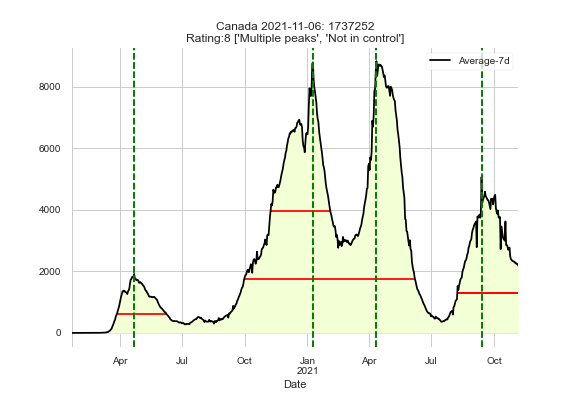 Canada 2021-11-06: 1737252
Rating:8 ['Multiple peaks', 'Not in control']
Average-7d
8000
6000
4000
2000
0
Apr
Jul
Oct
Jan
2021
Apr
Jul
Oct
Date